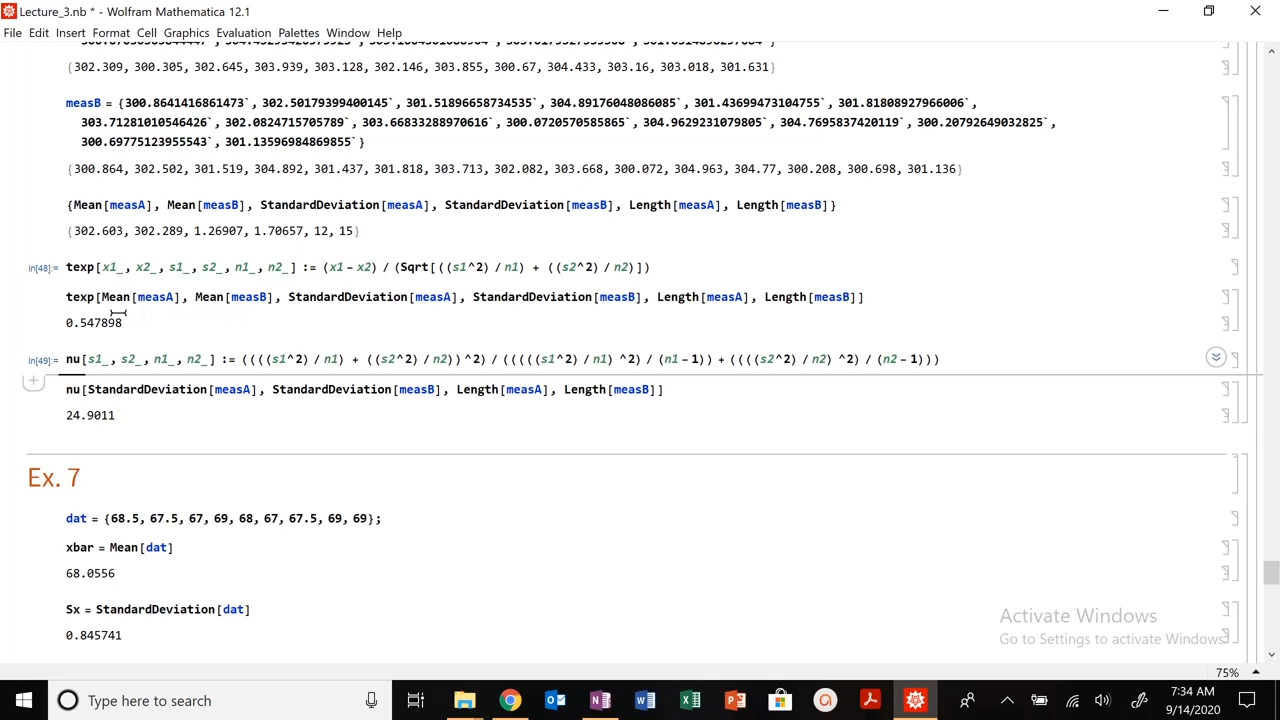 Lecture_3.nb * - Wolfram Mathematica 12.1
File Edit Insert Format Cell Graphics Evaluation Palettes Window Help
{302.309, 300.305, 302.645, 303.939, 303.128, 302.146, 303.855, 300.67, 304.433, 303.16, 303.018, 301.631}
measB = {300.8641416861473`, 302.50179399400145`, 301.51896658734535`, 304.89176048086085`, 301.43699473104755`, 301.81808927966006`,
303.71281010546426`, 302.0824715705789`, 303.66833288970616`, 300.0720570585865`, 304.9629231079805`, 304.7695837420119`, 300.20792649032825`,
300.69775123955543`, 301.13596984869855`}
{300.864, 302.502, 301.519, 304.892, 301.437, 301.818, 303.713, 302.082, 303.668, 300.072, 304.963, 304.77, 300.208, 300.698, 301.136}
{Mean[measA], Mean[measB], StandardDeviation[measA], StandardDeviation[measB], Length[measA], Length[measB]}
{302.603, 302.289, 1.26907, 1.70657, 12, 15}
In[48]:= texp[x1_, x2_, s1_, s2_, n1_, n2_] := (x1 - x2) / (Sqrt[((s1^2) / n1) + ((s2^2) / n2)])
texp[Mean[measA], Mean[measB], StandardDeviation[measA], StandardDeviation[measB], Length[measA], Length[measB]]
0.547898
In[49]:= nu[s1_, s2_, n1_, n2_] := ((((s1^2) / n1) + ((s2^2) / n2))^2) / (((((s1^2) / n1) ^2) / (n1 - 1)) + ((((s2^2) / n2) ^2) / (n2 - 1)))
nu[StandardDeviation[measA], StandardDeviation[measB], Length[measA], Length[measB]]
24.9011
Ex. 7
dat = {68.5, 67.5, 67, 69, 68, 67, 67.5, 69, 69};
xbar = Mean[dat]
68.0556
Sx = StandardDeviation[dat]
0.845741
Activate Windows
Go to Settings to activate Windows.
75%
Type here to search
7:34 AM
9/14/2020